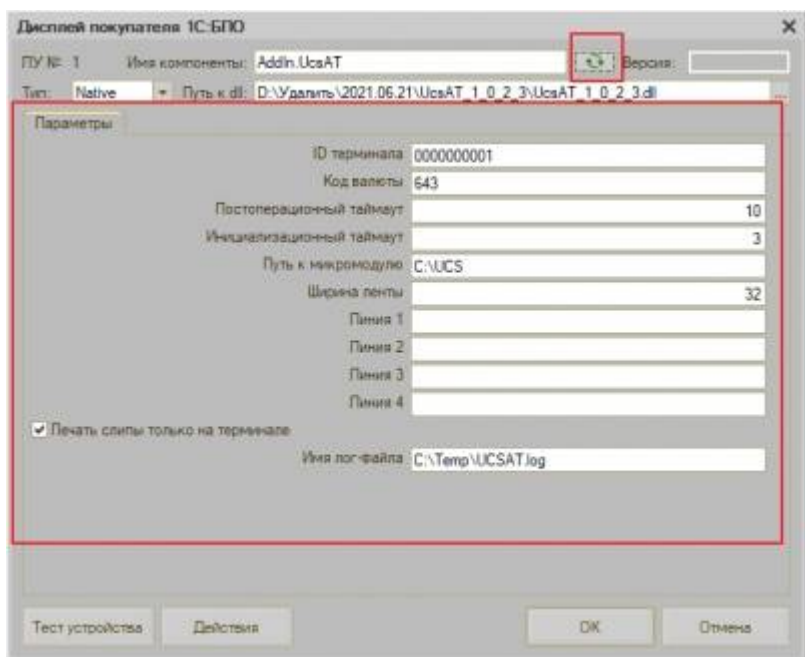 Дисплей покупателя 1С:БПО
ПУ № 1 Имя компоненты: AddIn.UcsAT Версия:
Тип: Native Путь к dll: D:\Удалить\2021.06.21\UcsAT_1_0_2_3\UcsAT_1_0_2_3.dll ...
Параметры
ID терминала 0000000001
Код валюты 643
Постоперационный таймаут 10
Инициализационный таймаут 3
Путь к микромодулю C:\UCS
Ширина ленты 32
Линия 1
Линия 2
Линия 3
Линия 4
Печать слипы только на терминале
Имя лог-файла C:\Temp\UCSAT.log
Тест устройства Действия OK Отмена